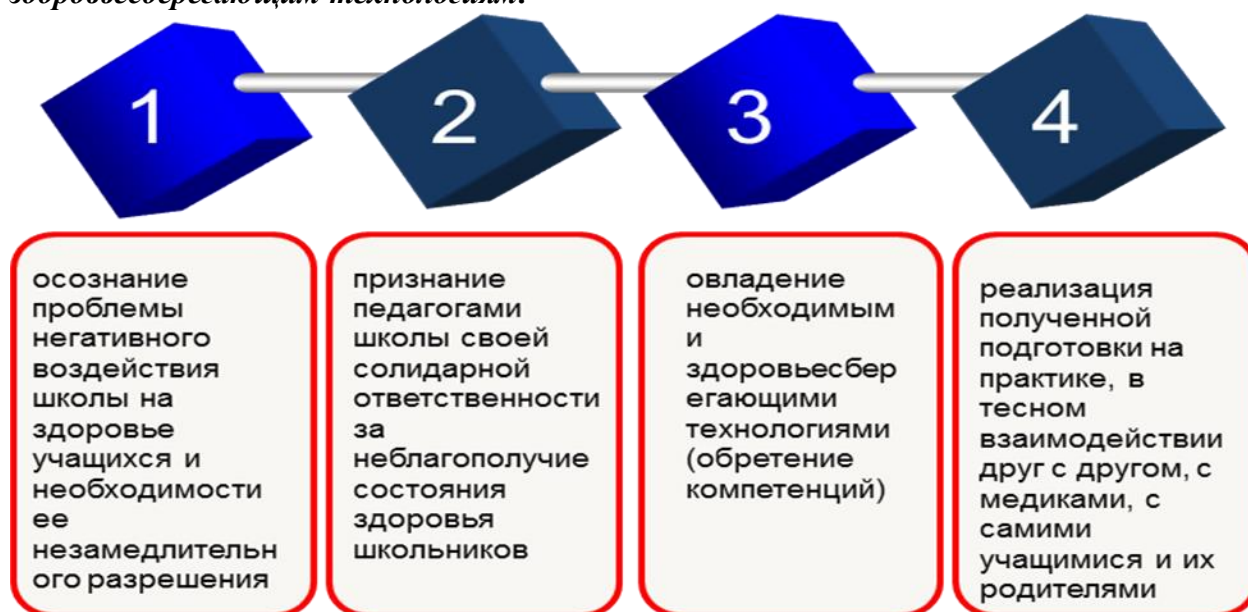 здоровьесберегающим технологиям:
1
2
3
4
осознание
проблемы
негативного
воздействия
школы на
здоровье
учащихся и
необходимости
ее
незамедлительн
ого разрешения
признание
педагогами
школы своей
солидарной
ответственности
за
неблагополучие
состояния
здоровья
школьников
овладение
необходимым
и
здоровьесбер
егающими
технологиями
(обретение
компетенций)
реализация
полученной
подготовки на
практике, в
тесном
взаимодействии
друг с другом, с
медиками, с
самими
учащимися и их
родителями